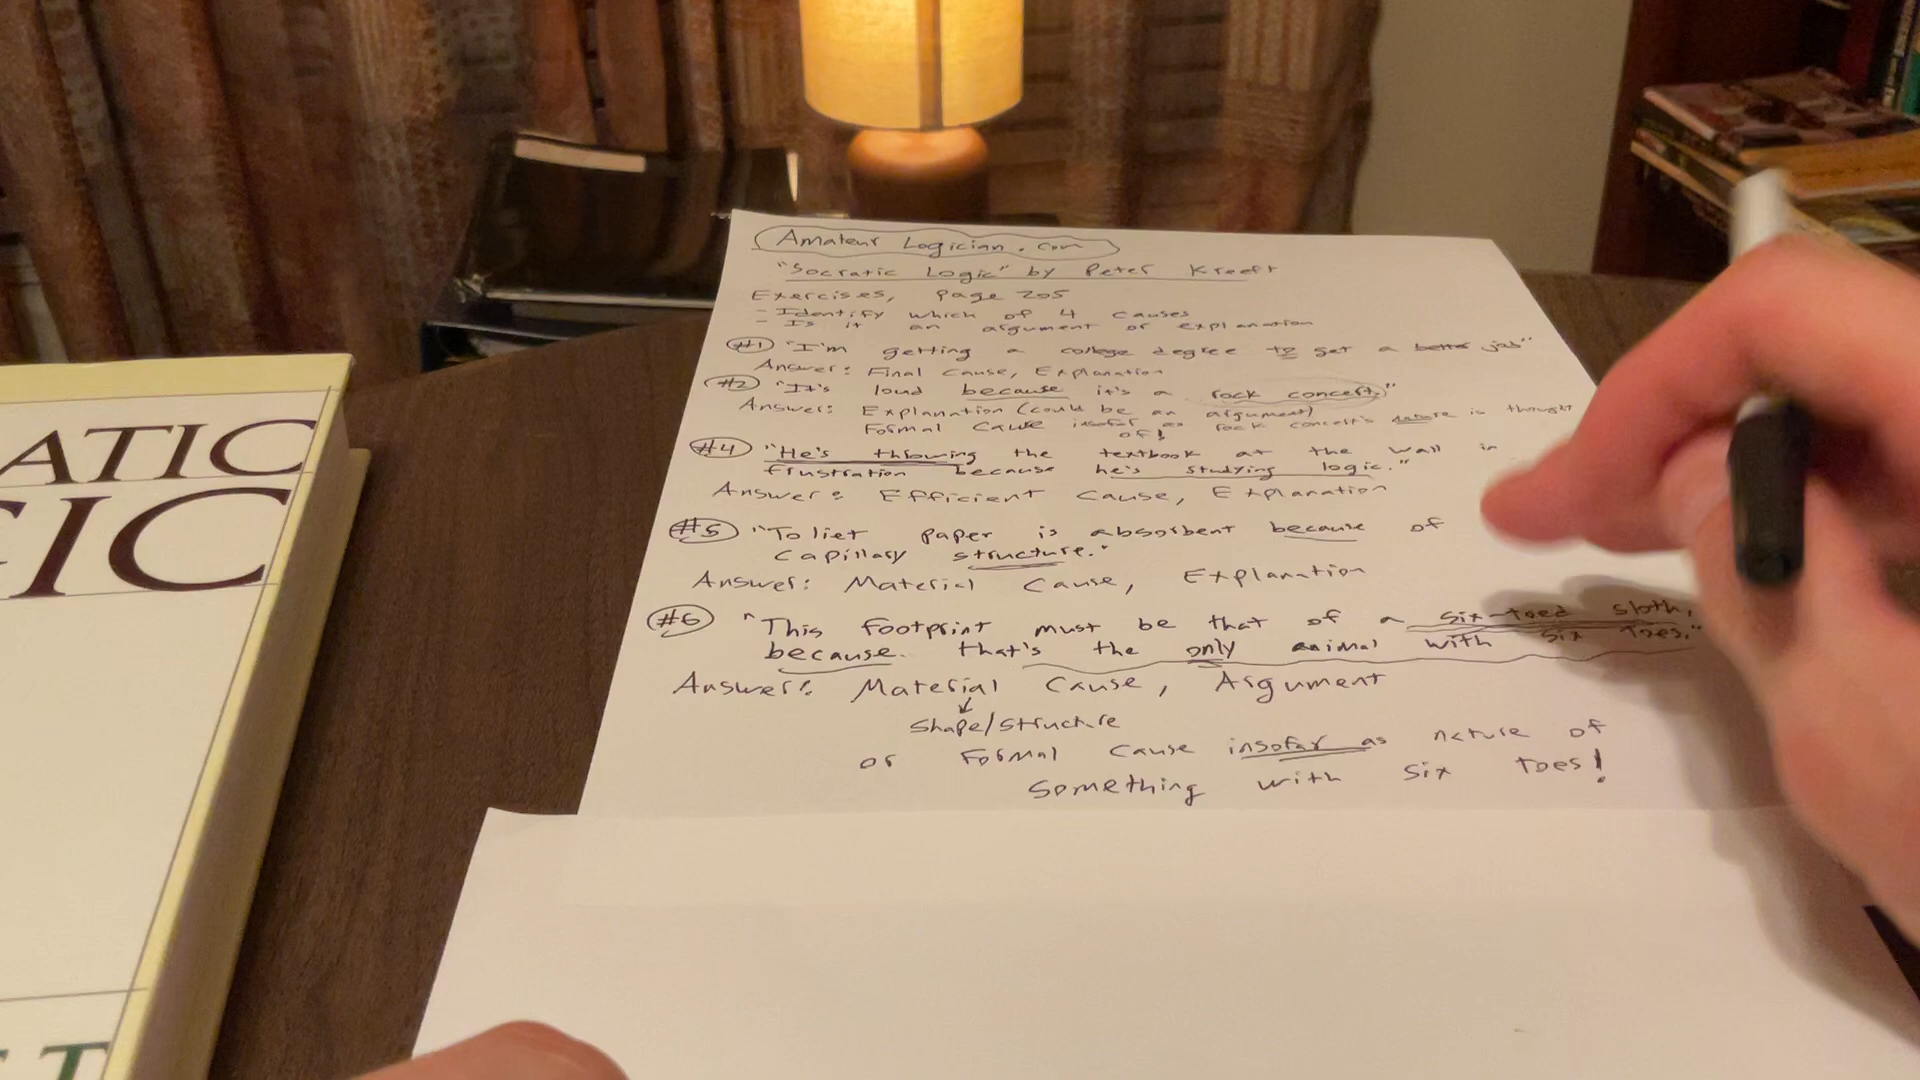 ATIC
GIC
ET
Amateur Logician.com
"Socratic Logic" by Peter Kreeft
Exercises, page 205
- Identify which of 4 causes
- Is it an argument or explanation
#1 "I'm getting a college degree to get a better job"
Answer: Final Cause, Explanation
#2 "It's loud because it's a rock concert."
Answer: Explanation (could be an argument)
Formal Cause insofar as rock concert's nature is thought
of!
#4 "He's throwing the textbook at the wall in
frustration because he's studying logic."
Answer: Efficient Cause, Explanation
#5 "Toliet paper is absorbent because of
capillary structure."
Answer: Material Cause, Explanation
#6 "This footprint must be that of a six-toed sloth,
because that's the only animal with six toes."
Answer: Material Cause, Argument
Shape/structure
or Formal Cause insofar as nature of
something with six toes!